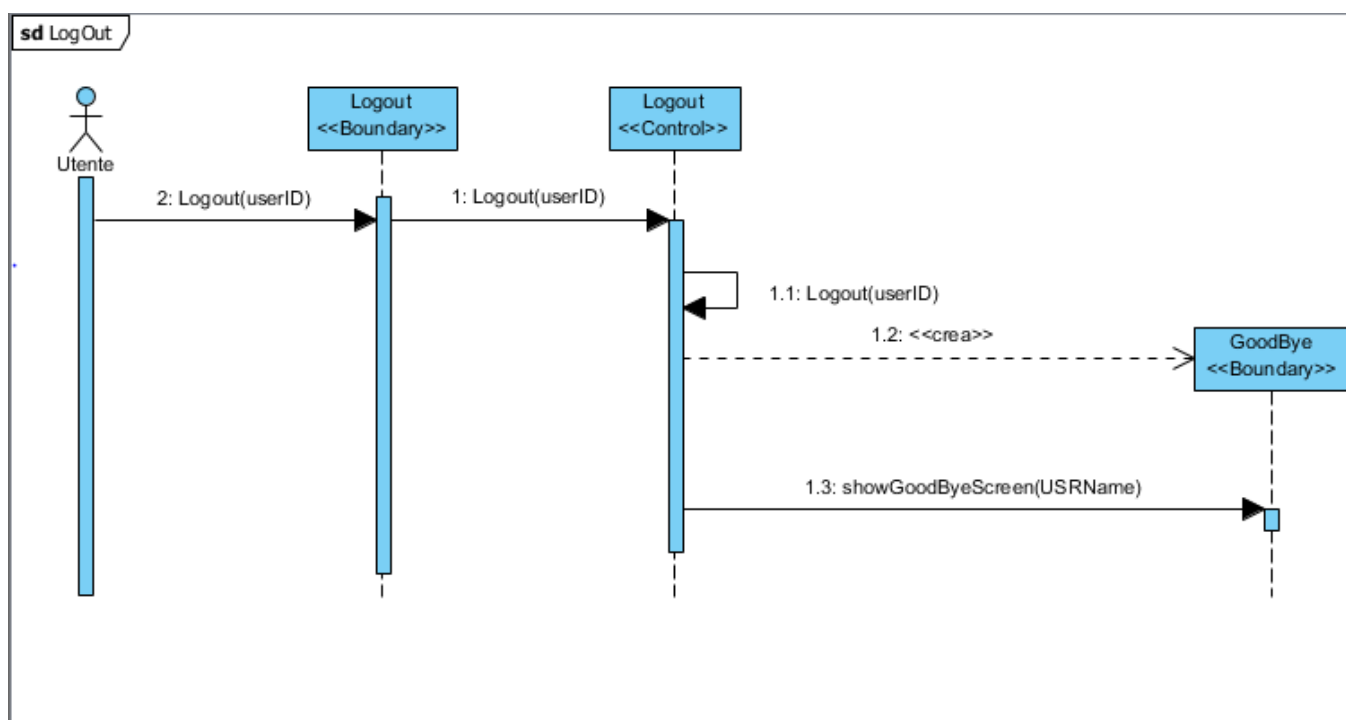 sd LogOut
Utente
Logout
<<Boundary>>
Logout
<<Control>>
2: Logout(userID)
1: Logout(userID)
1.1: Logout(userID)
1.2: <<crea>>
GoodBye
<<Boundary>>
1.3: showGoodByeScreen(USRName)